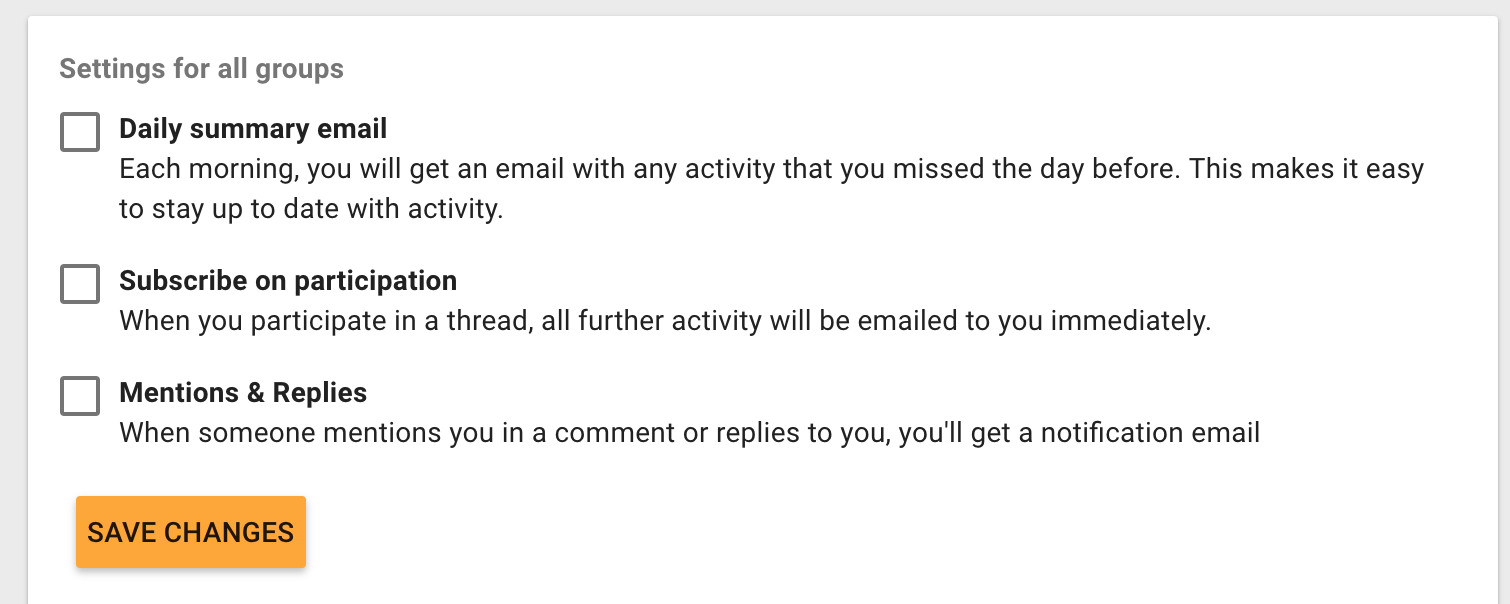 Settings for all groups
Daily summary email
Each morning, you will get an email with any activity that you missed the day before. This makes it easy
to stay up to date with activity.
Subscribe on participation
When you participate in a thread, all further activity will be emailed to you immediately.
Mentions & Replies
When someone mentions you in a comment or replies to you, you'll get a notification email
SAVE CHANGES